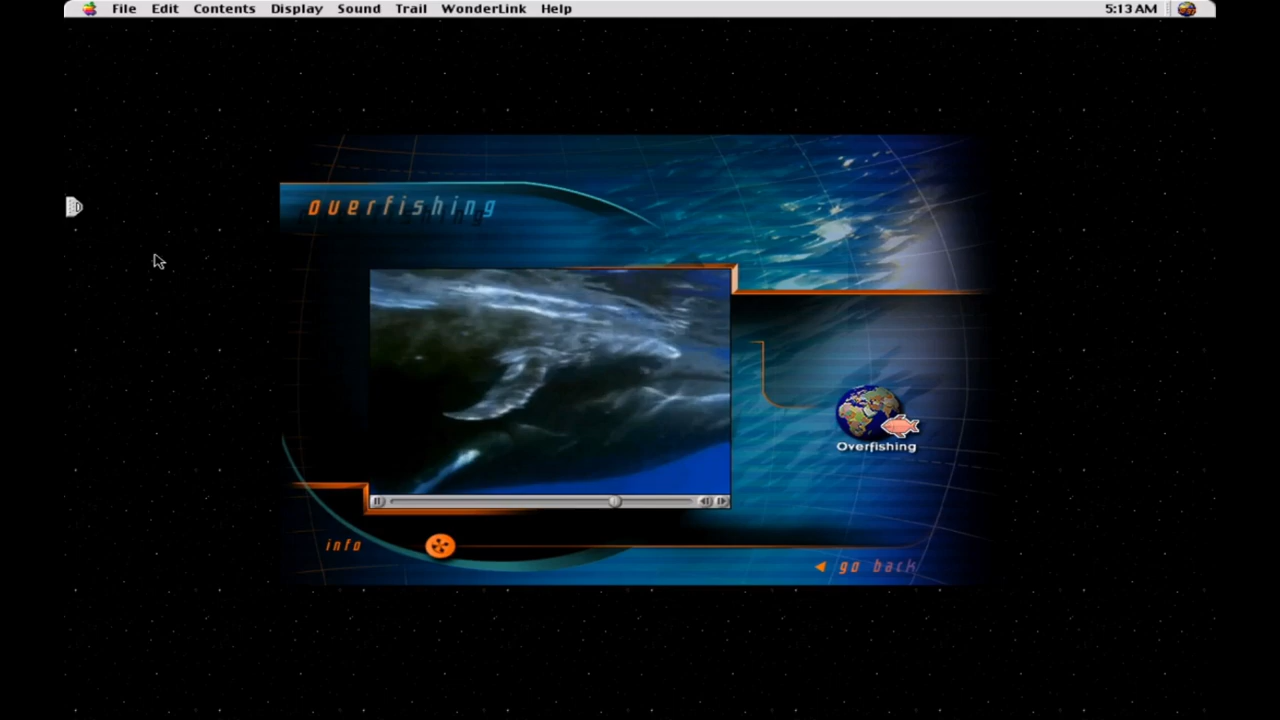 File Edit Contents Display Sound Trail WonderLink Help 5:13 AM
overfishing
Overfishing
info
go back